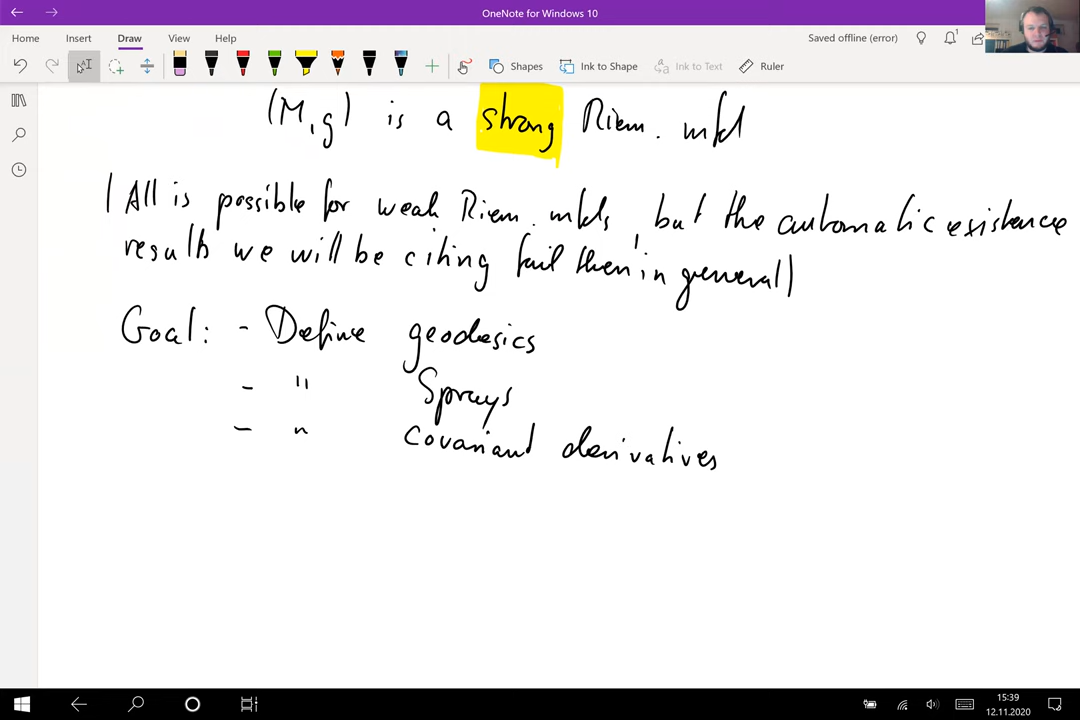 OneNote for Windows 10
Home Insert Draw View Help
Saved offline (error)
Shapes Ink to Shape Ink to Text Ruler
(M, g) is a strong Riem. mfd
(All is possible for weak Riem. mfds, but the automatic existence
results we will be citing fail then in general)
Goal: - Define geodesics
- " Sprays
- " covariant derivatives
15:39
12.11.2020